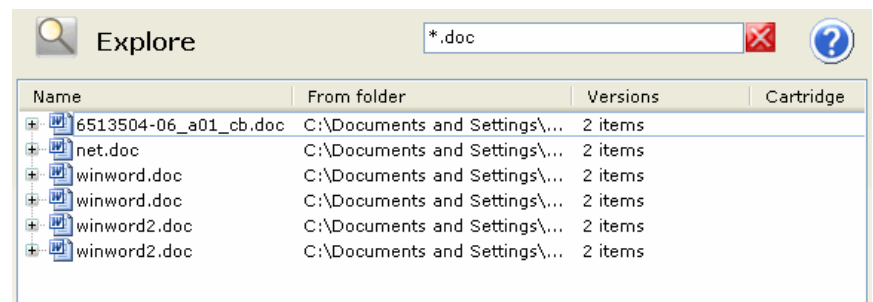 Explore *.doc ?
Name From folder Versions Cartridge
6513504-06_a01_cb.doc C:\Documents and Settings\... 2 items
net.doc C:\Documents and Settings\... 2 items
winword.doc C:\Documents and Settings\... 2 items
winword.doc C:\Documents and Settings\... 2 items
winword2.doc C:\Documents and Settings\... 2 items
winword2.doc C:\Documents and Settings\... 2 items